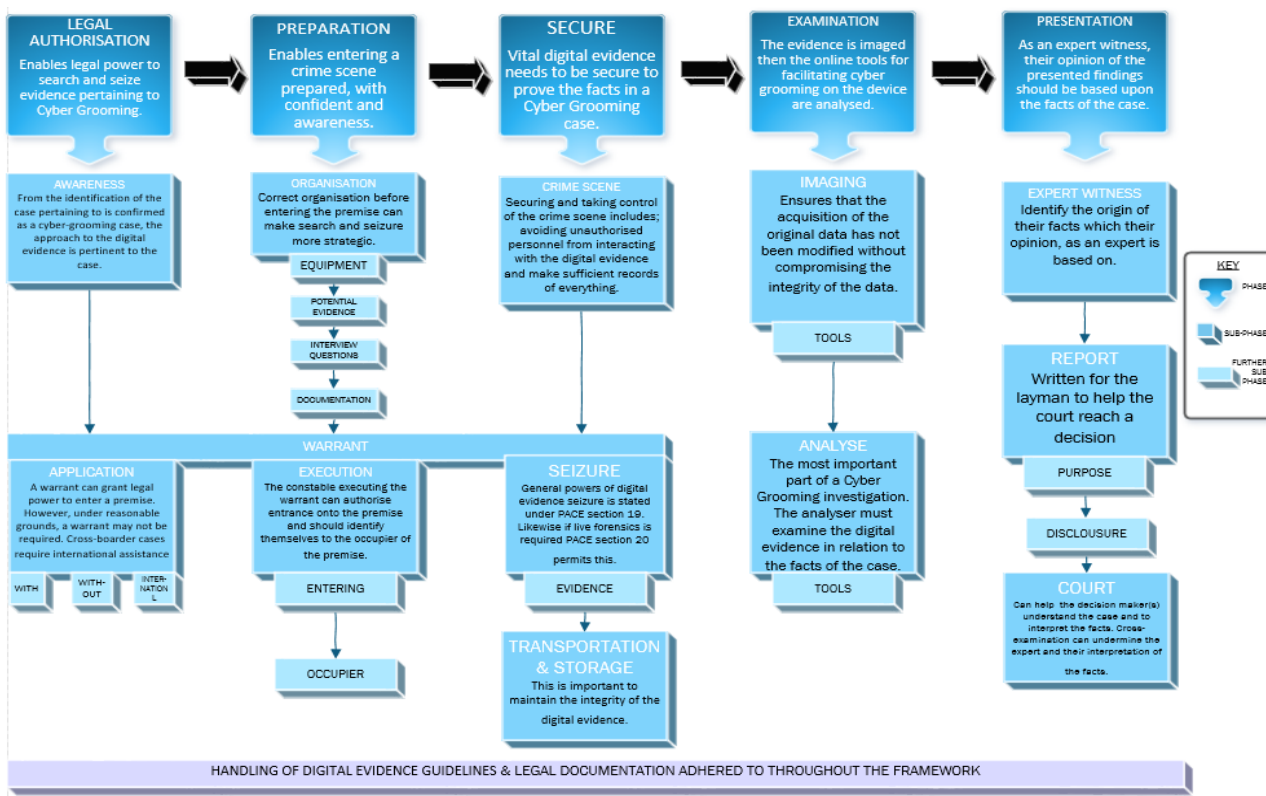 LEGAL
AUTHORISATION
Enables legal power to
search and seize
evidence pertaining to
Cyber Grooming.
PREPARATION
Enables entering a
crime scene
prepared, with
confident and
awareness.
SECURE
Vital digital evidence
needs to be secure to
prove the facts in a
Cyber Grooming
case.
EXAMINATION
The evidence is imaged
then the online tools for
facilitating cyber
grooming on the device
are analysed.
PRESENTATION
As an expert witness,
their opinion of the
presented findings
should be based upon
the facts of the case.
AWARENESS
From the identification of the
case pertaining to is confirmed
as a cyber-grooming case, the
approach to the digital
evidence is pertinent to the
case.
ORGANISATION
Correct organisation before
entering the premise can
make search and seizure
more strategic.
EQUIPMENT
POTENTIAL
EVIDENCE
INTERVIEW
QUESTIONS
DOCUMENTATION
CRIME SCENE
Securing and taking control
of the crime scene includes;
avoiding unauthorised
personnel from interacting
with the digital evidence
and make sufficient records
of everything.
IMAGING
Ensures that the
acquisition of the
original data has not
been modified without
compromising the
integrity of the data.
TOOLS
EXPERT WITNESS
Identify the origin of
their facts which their
opinion, as an expert is
based on.
KEY
PHASE
SUB-PHASE
FURTHER
SUB
PHASE
REPORT
Written for the
layman to help the
court reach a
decision
PURPOSE
DISCLOUSURE
WARRANT
APPLICATION
A warrant can grant legal
power to enter a premise.
However, under reasonable
grounds, a warrant may not be
required. Cross-boarder cases
require international assistance
WITH
WITH-
OUT
INTER-
NATION
L
EXECUTION
The constable executing the
warrant can authorise
entrance onto the premise
and should identify
themselves to the occupier of
the premise.
ENTERING
OCCUPIER
SEIZURE
General powers of digital
evidence seizure is stated
under PACE section 19.
Likewise if live forensics is
required PACE section 20
permits this.
EVIDENCE
TRANSPORTATION
& STORAGE
This is important to
maintain the integrity of the
digital evidence.
ANALYSE
The most important
part of a Cyber
Grooming investigation.
The analyser must
examine the digital
evidence in relation to
the facts of the case.
TOOLS
COURT
Can help the decision maker(s)
understand the case and to
interpret the facts. Cross-
examination can undermine the
expert and their interpretation of
the facts.
HANDLING OF DIGITAL EVIDENCE GUIDELINES & LEGAL DOCUMENTATION ADHERED TO THROUGHOUT THE FRAMEWORK